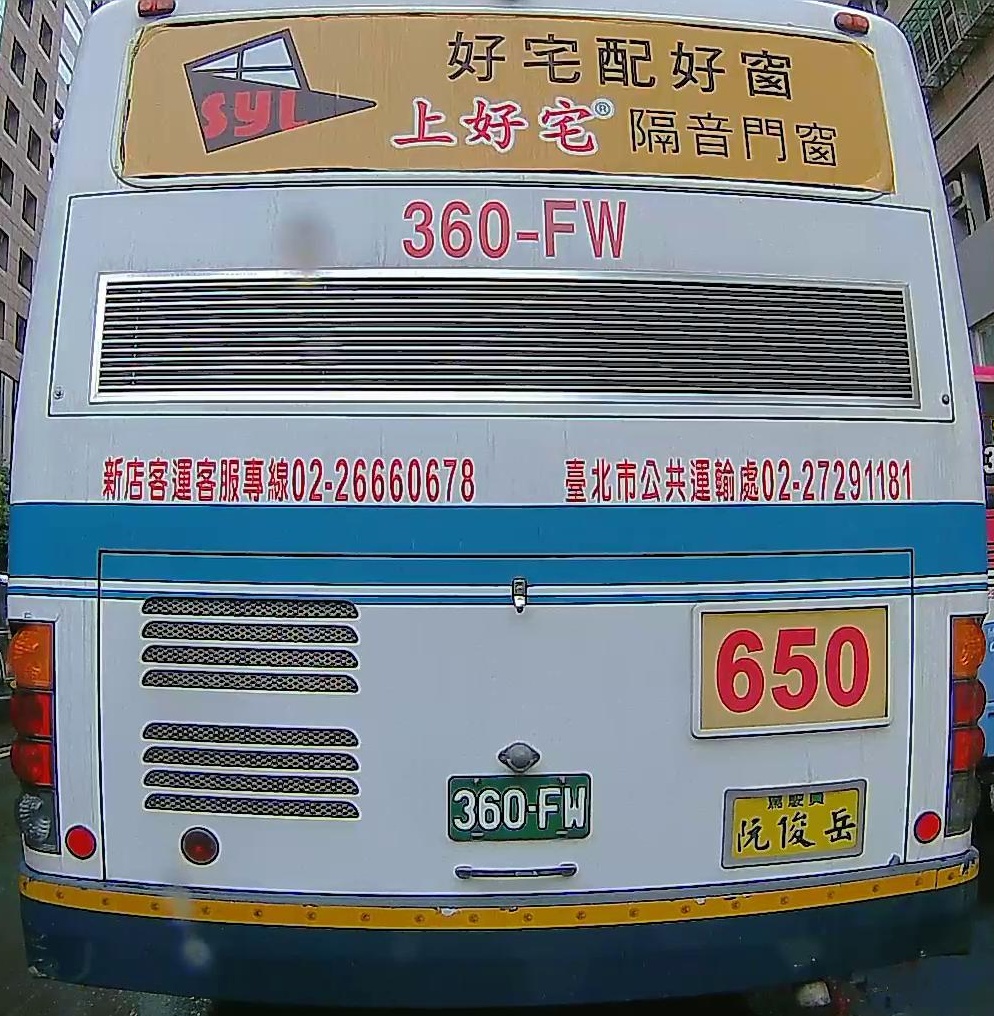 SYL
好宅配好窗
上好宅® 隔音門窗
360-FW
新店客運客服專線02-26660678
臺北市公共運輸處02-27291181
650
360-FW
駕駛員
阮俊岳